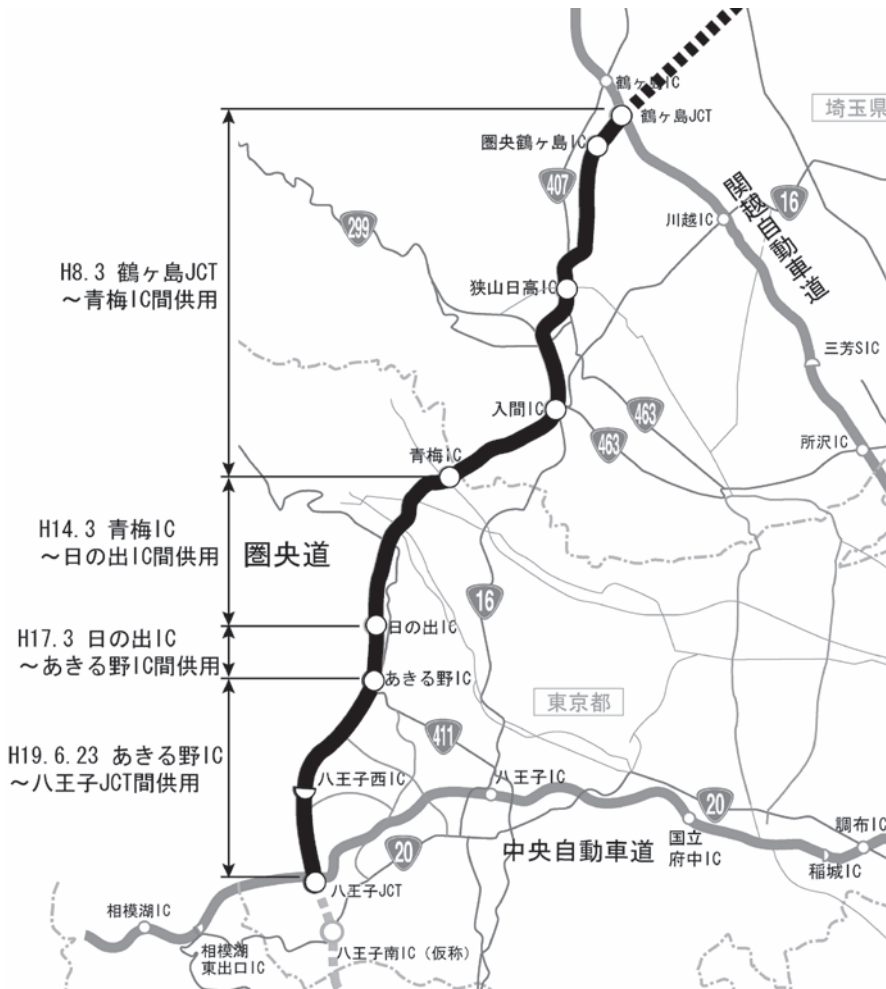 鶴ヶ島IC
鶴ヶ島JCT
埼玉県
圏央鶴ヶ島IC
407
関越自動車道
16
川越IC
299
H8.3 鶴ヶ島JCT
～青梅IC間供用
狭山日高IC
三芳SIC
入間IC
463
463
所沢IC
青梅IC
H14.3 青梅IC
～日の出IC間供用
圏央道
16
日の出IC
H17.3 日の出IC
～あきる野IC間供用
あきる野IC
東京都
411
H19.6.23 あきる野IC
～八王子JCT間供用
八王子西IC
八王子IC
20
調布IC
20
中央自動車道
国立
府中IC
稲城IC
八王子JCT
相模湖IC
相模湖
東出口IC
八王子南IC（仮称）